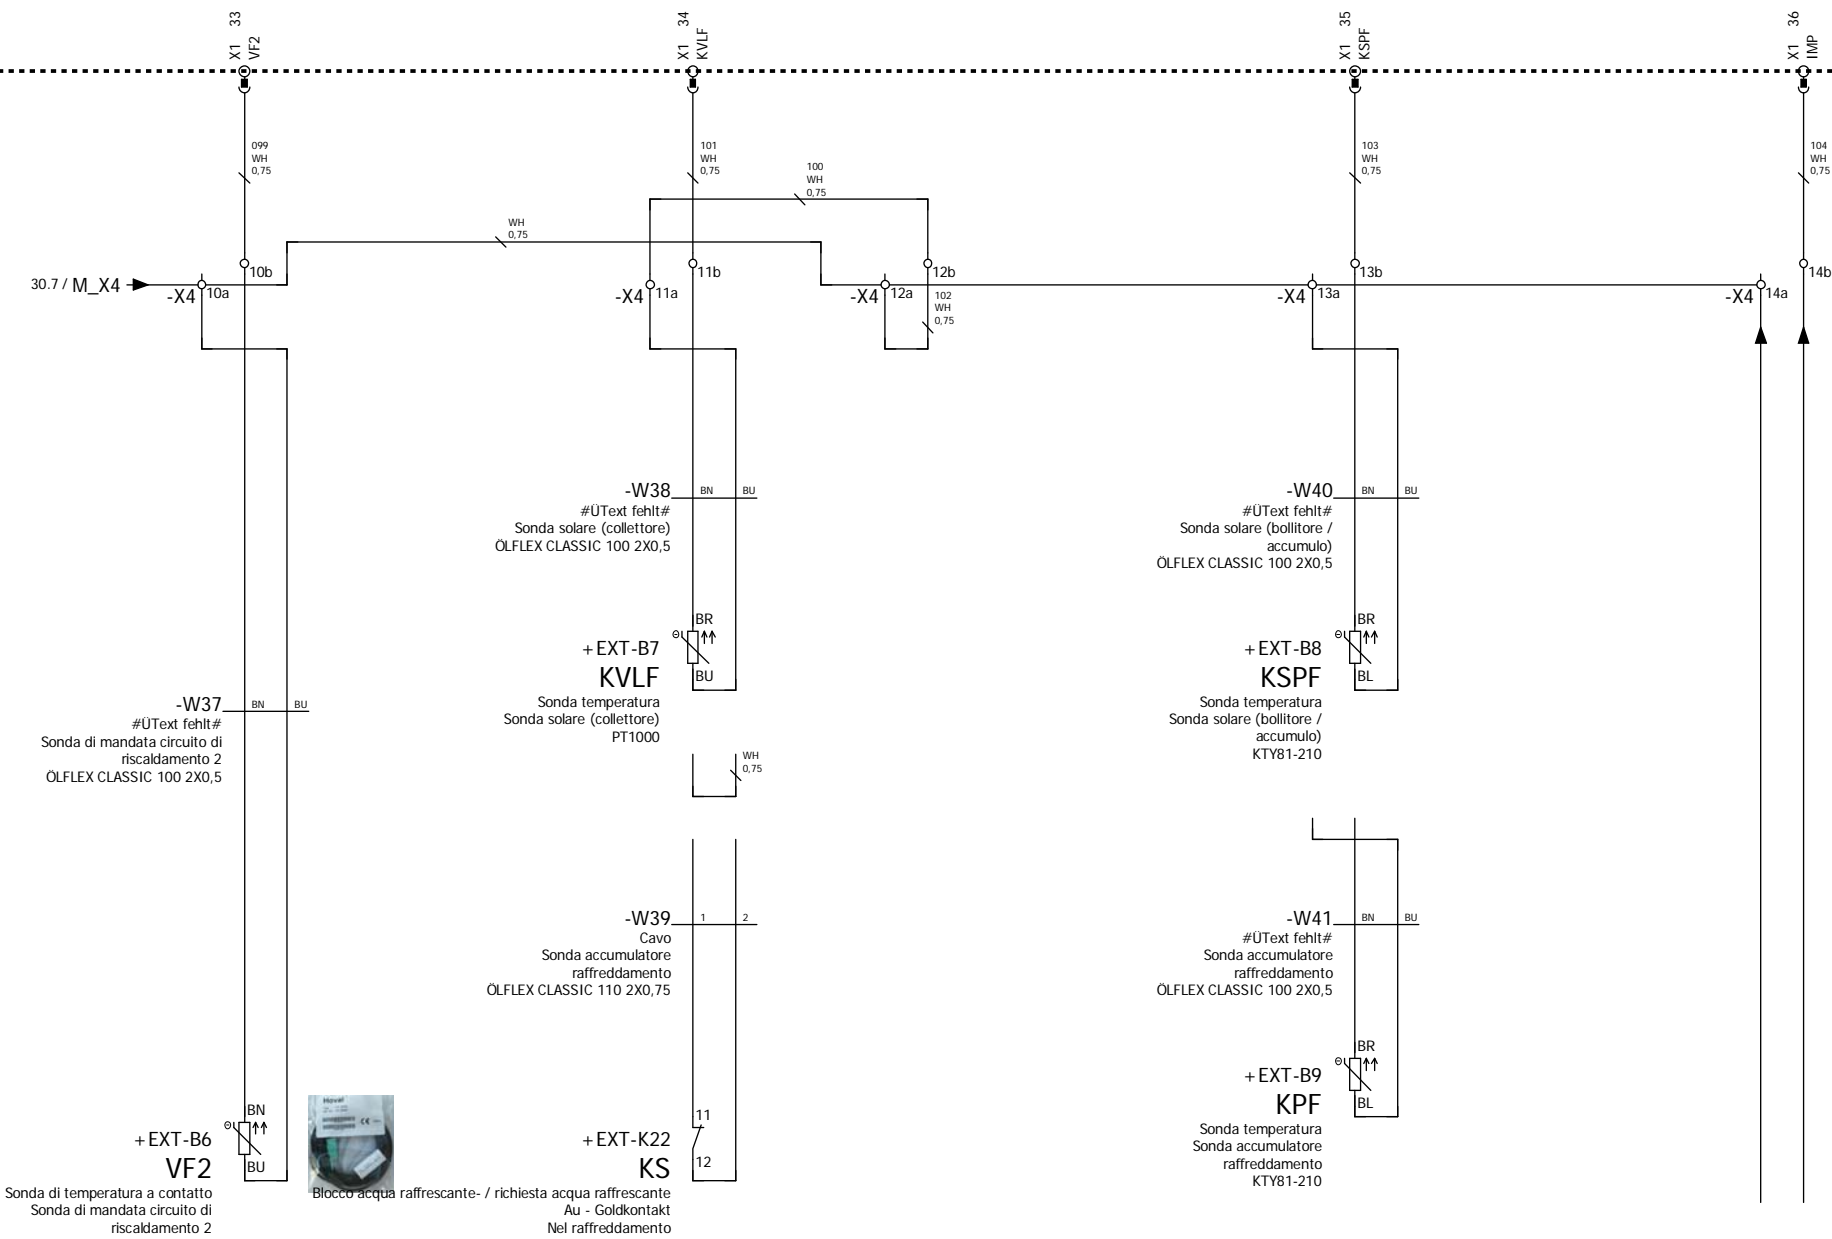 X1 33
VF2
X1 34
KVLF
X1 35
KSPF
X1 36
IMP
099
WH
0,75
101
WH
0,75
100
WH
0,75
103
WH
0,75
104
WH
0,75
WH
0,75
30.7 / M_X4
-X4
10a
10b
-X4
11a
11b
-X4
12a
12b
102
WH
0,75
-X4
13a
13b
-X4
14a
14b
-W38
BN
BU
#ÜText fehlt#
Sonda solare (collettore)
ÖLFLEX CLASSIC 100 2X0,5
-W40
BN
BU
#ÜText fehlt#
Sonda solare (bollitore /
accumulo)
ÖLFLEX CLASSIC 100 2X0,5
+EXT-B7
KVLF
Sonda temperatura
Sonda solare (collettore)
PT1000
BR
BU
Θ
+EXT-B8
KSPF
Sonda temperatura
Sonda solare (bollitore /
accumulo)
KTY81-210
BR
BL
Θ
-W37
BN
BU
#ÜText fehlt#
Sonda di mandata circuito di
riscaldamento 2
ÖLFLEX CLASSIC 100 2X0,5
WH
0,75
-W39
1
2
Cavo
Sonda accumulatore
raffreddamento
ÖLFLEX CLASSIC 110 2X0,75
-W41
BN
BU
#ÜText fehlt#
Sonda accumulatore
raffreddamento
ÖLFLEX CLASSIC 100 2X0,5
+EXT-B6
VF2
Sonda di temperatura a contatto
Sonda di mandata circuito di
riscaldamento 2
BN
BU
Θ
Hoval
CE
+EXT-K22
KS
Blocco acqua raffrescante- / richiesta acqua raffrescante
Au - Goldkontakt
Nel raffreddamento
11
12
+EXT-B9
KPF
Sonda temperatura
Sonda accumulatore
raffreddamento
KTY81-210
BR
BL
Θ